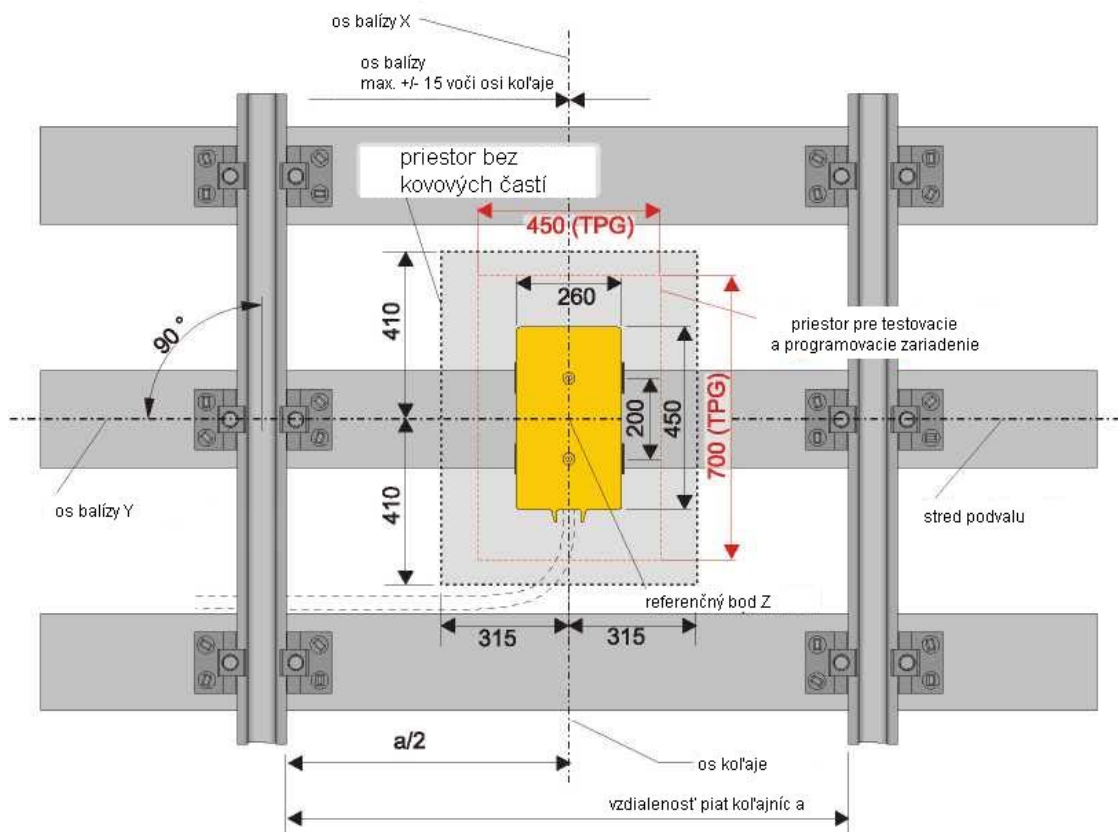 os balízy X
os balízy
max. +/- 15 voči osi koľaje
priestor bez
kovových častí
450 (TPG)
260
410
90 °
priestor pre testovacie
a programovacie zariadenie
200
450
700 (TPG)
410
os balízy Y
stred podvalu
referenčný bod Z
315
315
a/2
os koľaje
vzdialenosť piat koľajníc a